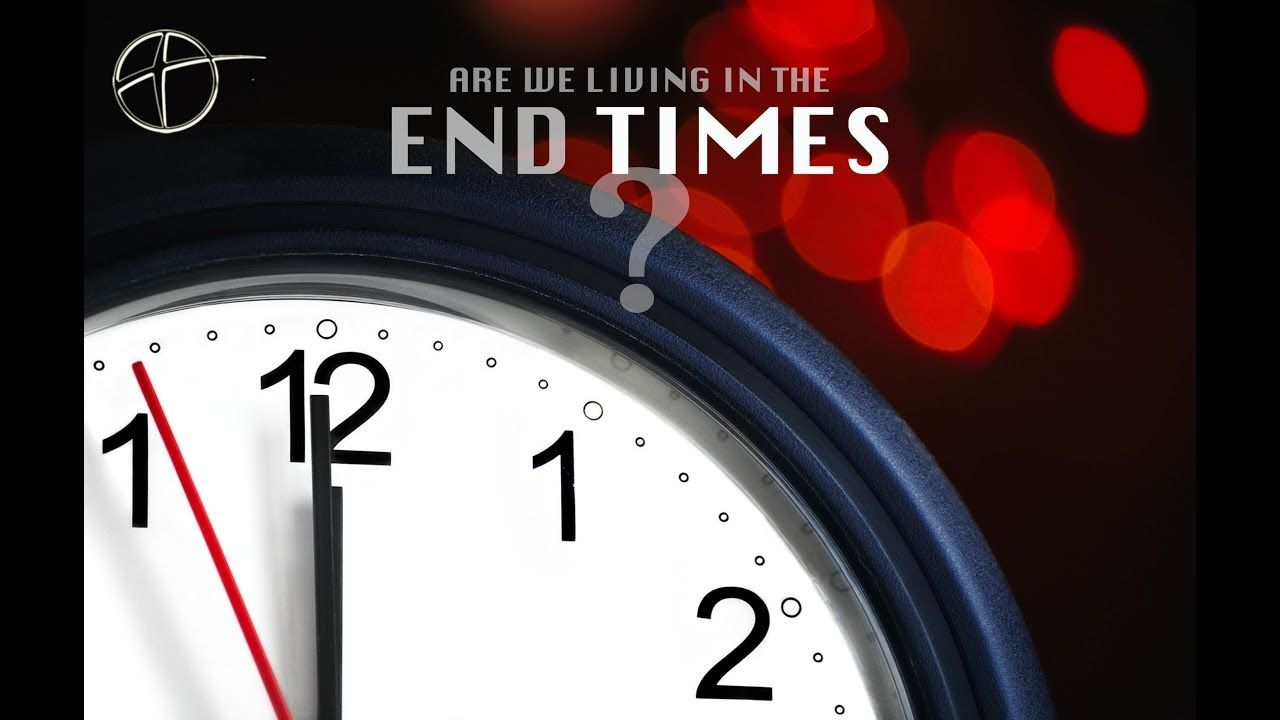 ARE WE LIVING IN THE
END TIMES
?
12
1
1
2